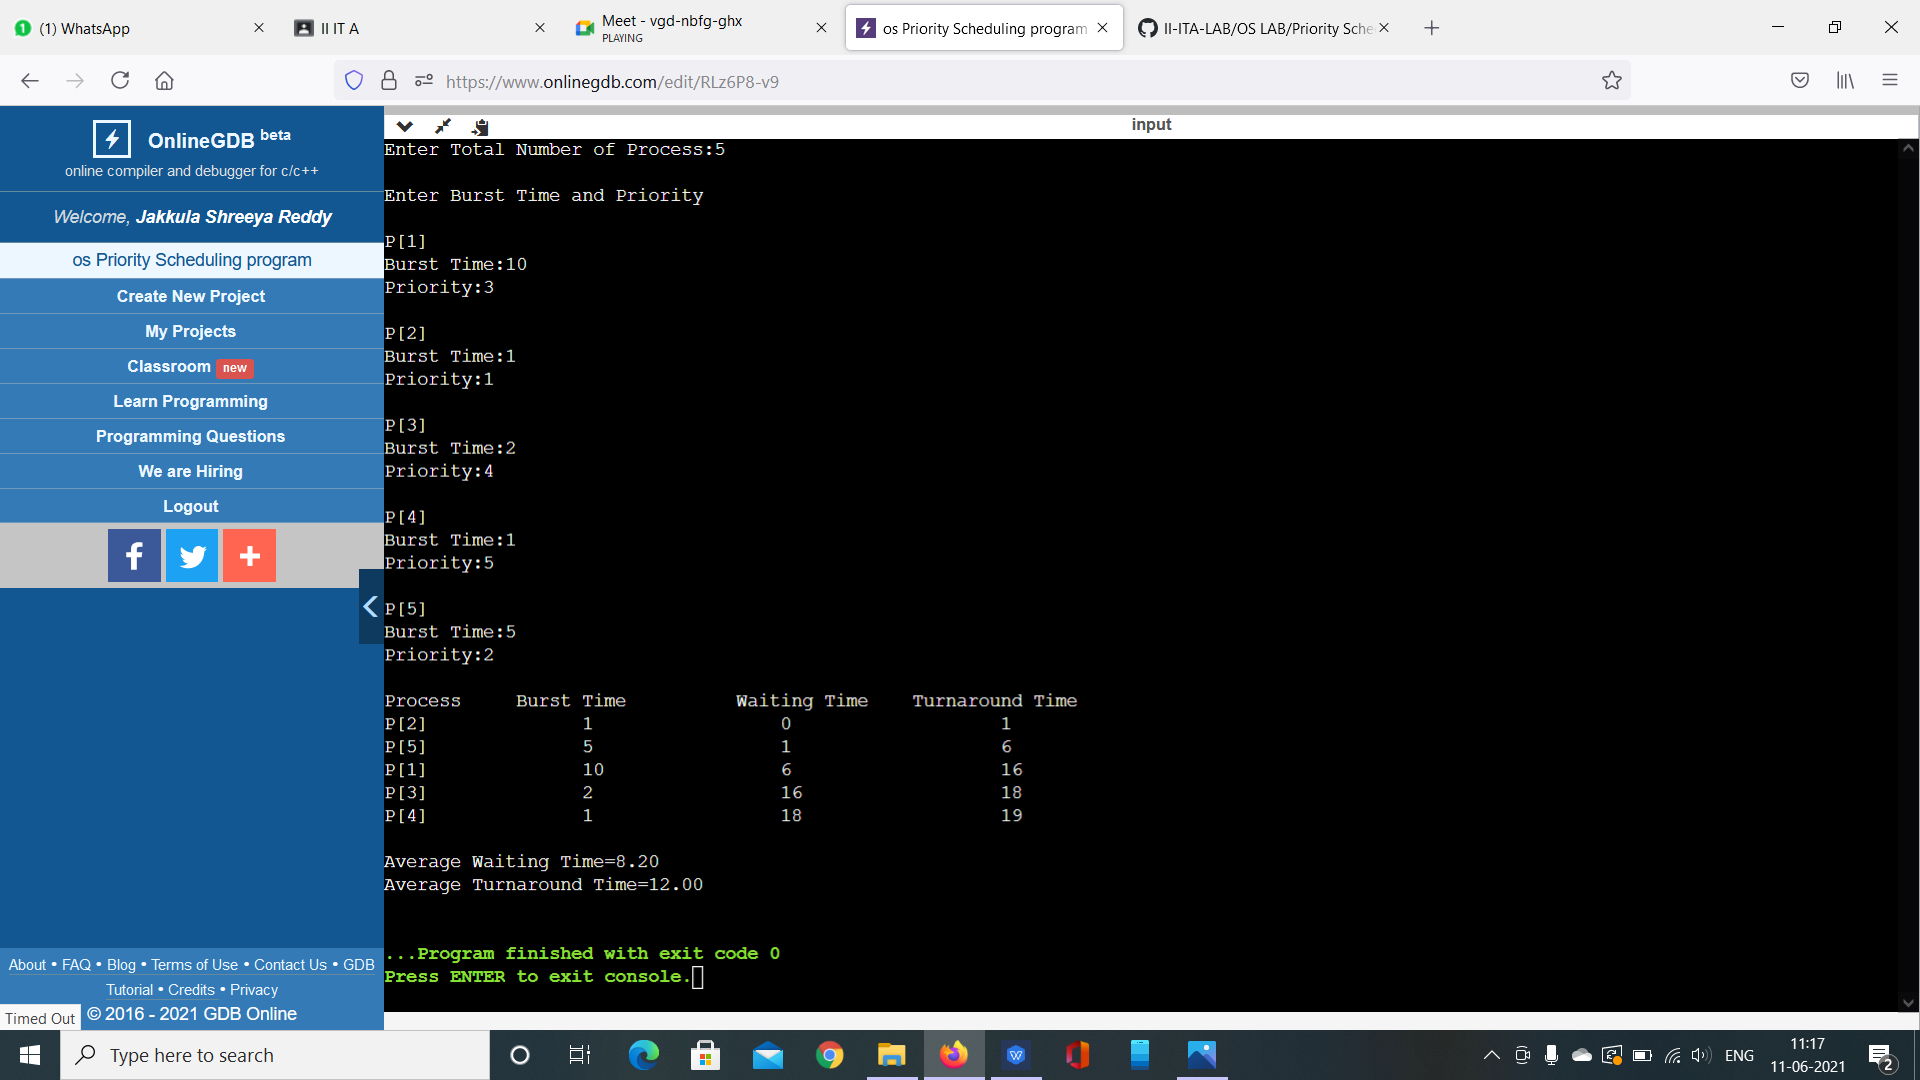 (1) WhatsApp
II IT A
Meet - vgd-nbfg-ghx
PLAYING
os Priority Scheduling program
II-ITA-LAB/OS LAB/Priority Sche
https://www.onlinegdb.com/edit/RLz6P8-v9
OnlineGDB beta
online compiler and debugger for c/c++
Welcome, Jakkula Shreeya Reddy
os Priority Scheduling program
Create New Project
My Projects
Classroom new
Learn Programming
Programming Questions
We are Hiring
Logout
About • FAQ • Blog • Terms of Use • Contact Us • GDB
Tutorial • Credits • Privacy
© 2016 - 2021 GDB Online
Timed Out
input
Enter Total Number of Process:5
Enter Burst Time and Priority
P[1]
Burst Time:10
Priority:3
P[2]
Burst Time:1
Priority:1
P[3]
Burst Time:2
Priority:4
P[4]
Burst Time:1
Priority:5
P[5]
Burst Time:5
Priority:2
Process Burst Time Waiting Time Turnaround Time
P[2] 1 0 1
P[5] 5 1 6
P[1] 10 6 16
P[3] 2 16 18
P[4] 1 18 19
Average Waiting Time=8.20
Average Turnaround Time=12.00
...Program finished with exit code 0
Press ENTER to exit console.
Type here to search
ENG
11:17
11-06-2021
2